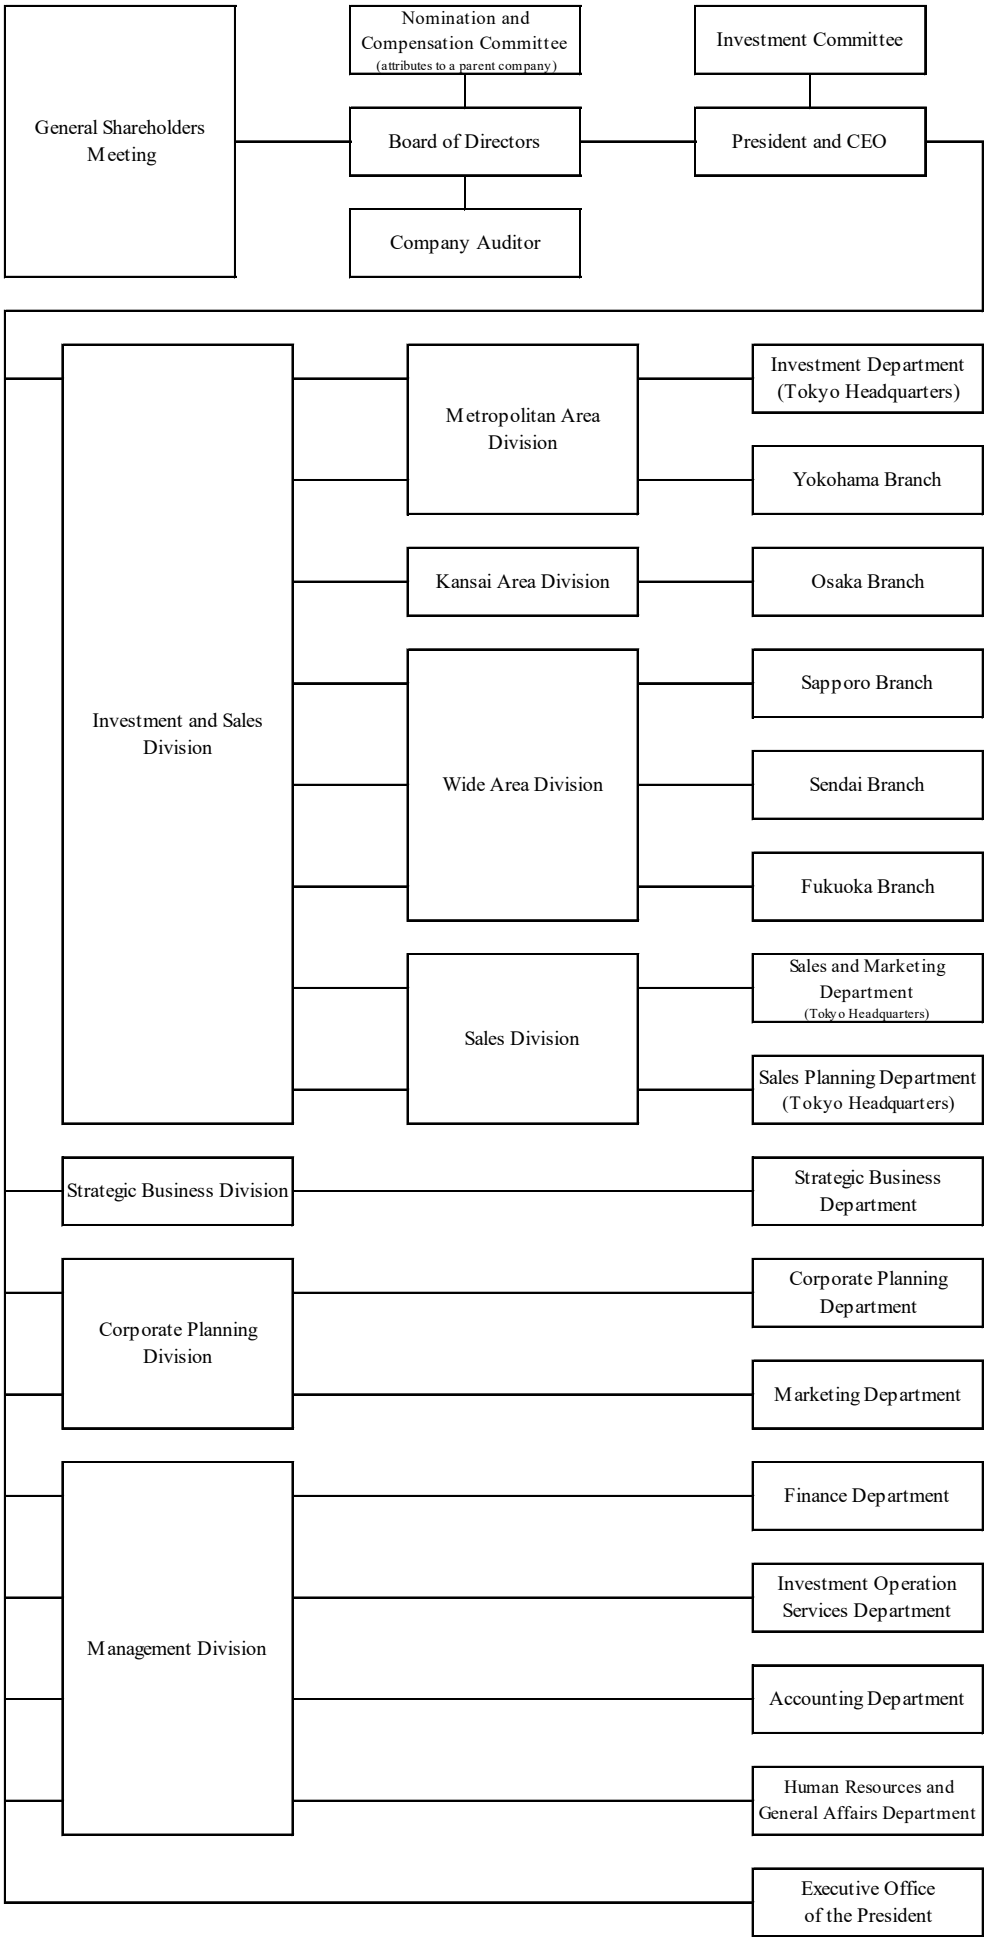 Nomination and
Compensation Committee
(attributes to a parent company)
Investment Committee
General Shareholders
Meeting
Board of Directors
President and CEO
Company Auditor
Investment and Sales
Division
Metropolitan Area
Division
Investment Department
(Tokyo Headquarters)
Yokohama Branch
Kansai Area Division
Osaka Branch
Wide Area Division
Sapporo Branch
Sendai Branch
Fukuoka Branch
Sales Division
Sales and Marketing
Department
(Tokyo Headquarters)
Sales Planning Department
(Tokyo Headquarters)
Strategic Business Division
Strategic Business
Department
Corporate Planning
Division
Corporate Planning
Department
Marketing Department
Management Division
Finance Department
Investment Operation
Services Department
Accounting Department
Human Resources and
General Affairs Department
Executive Office
of the President